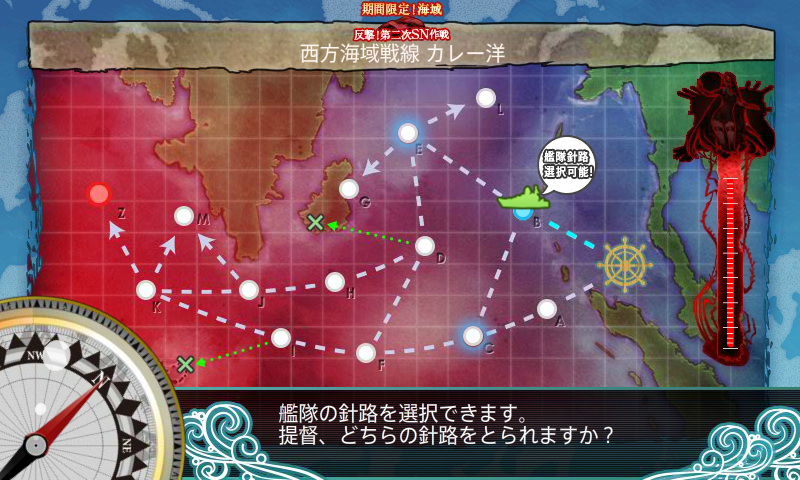 期間限定!海域
反撃!第二次SN作戦
西方海域戦線 カレー洋
L
E
艦隊針路
選択可能!
G
Z
M
B
D
H
J
K
A
C
I
F
NW
N
NE
艦隊の針路を選択できます。
提督、どちらの針路をとられますか?